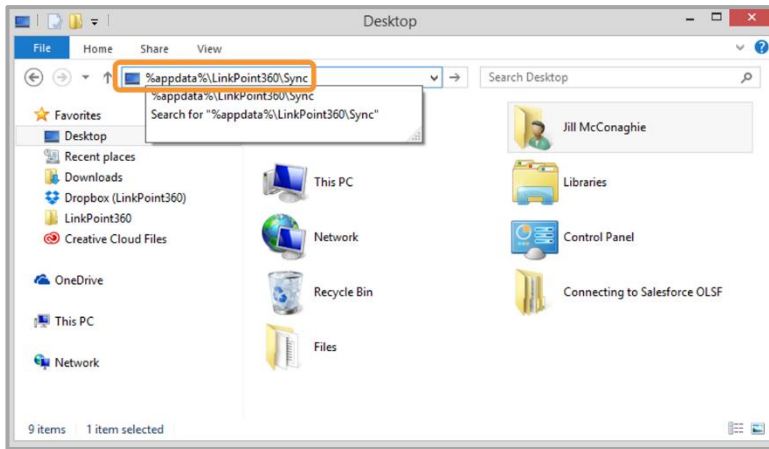 Desktop
File Home Share View
%appdata%\LinkPoint360\Sync
Search Desktop
%appdata%\LinkPoint360\Sync
Search for "%appdata%\LinkPoint360\Sync"
Favorites
Desktop
Recent places
Downloads
Dropbox (LinkPoint360)
LinkPoint360
Creative Cloud Files
OneDrive
This PC
Network
Jill McConaghie
This PC
Libraries
Network
Control Panel
Recycle Bin
Connecting to Salesforce OLSF
Files
9 items 1 item selected